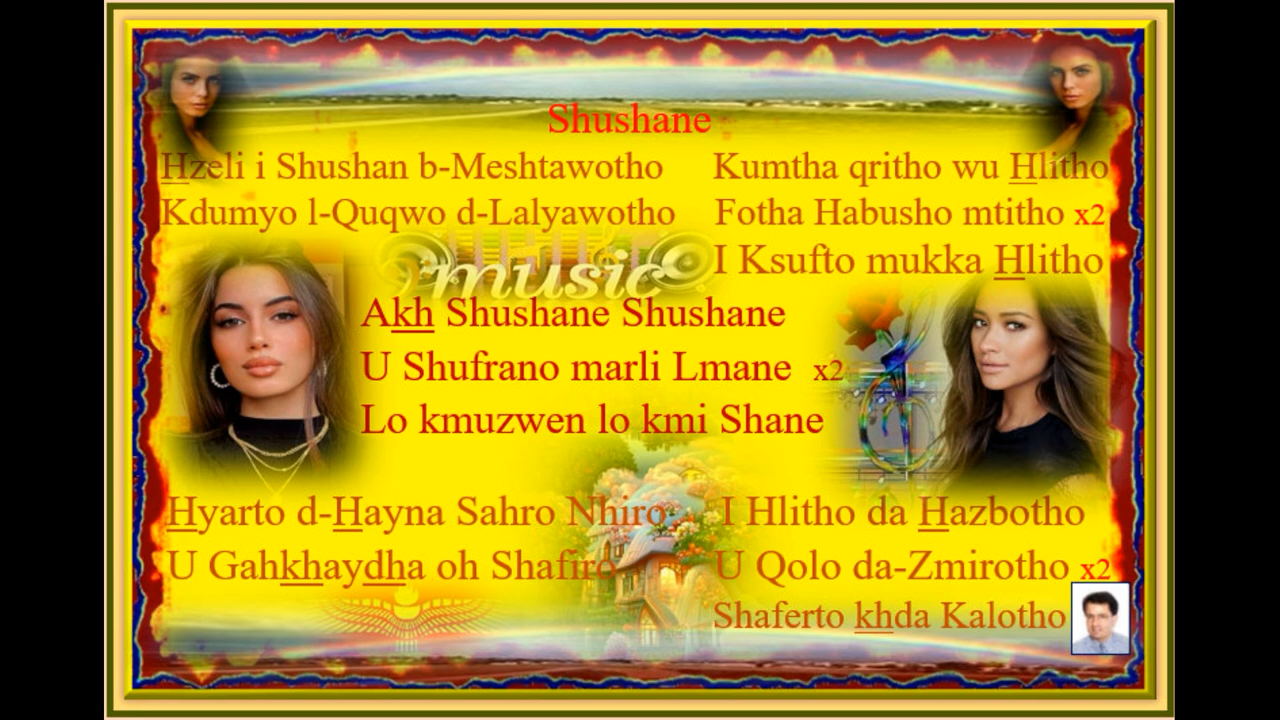 Shushane
Hzeli i Shushan b-Meshtawotho
Kdumyo l-Quqwo d-Lalyawotho
Kumtha qritho wu Hlitho
Fotha Habusho mtitho x2
I Ksufto mukka Hlitho
music
Akh Shushane Shushane
U Shufrano marli Lmane x2
Lo kmuzwen lo kmi Shane
Hyarto d-Hayna Sahro Nhiro
U Gahkhaydha oh Shafiro
I Hlitho da Hazbotho
U Qolo da-Zmirotho x2
Shaferto khda Kalotho